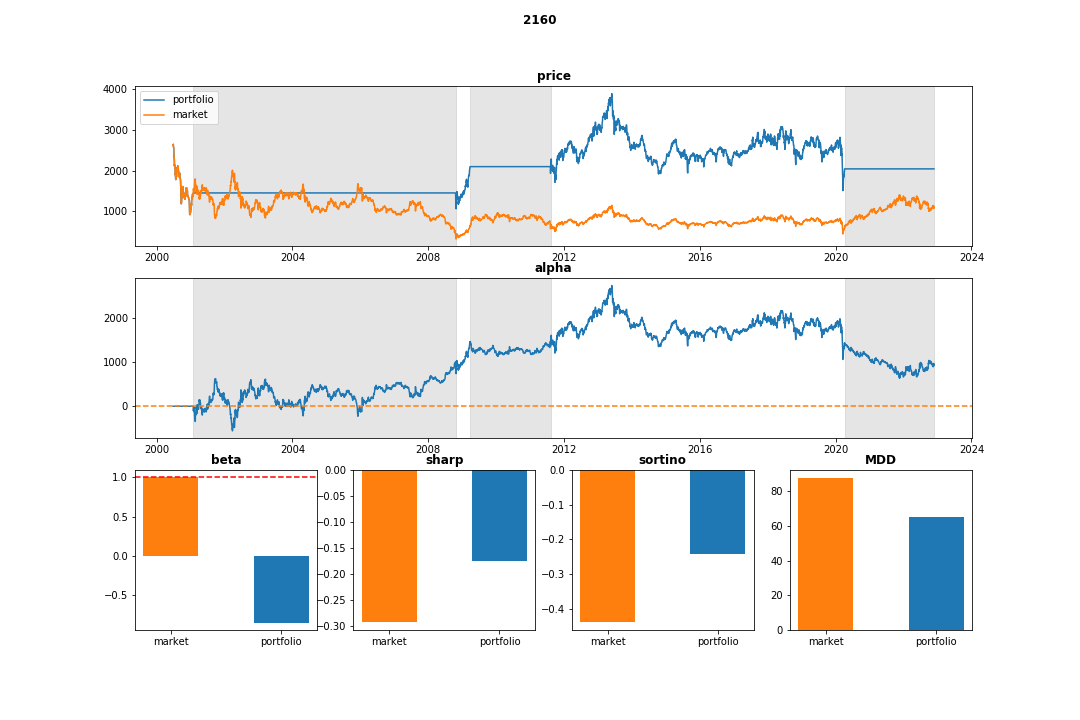 2160
price
portfolio
market
4000
3000
2000
1000
2000 2004 2008 2012 2016 2020 2024
alpha
2000
1000
0
2000 2004 2008 2012 2016 2020 2024
beta
1.0
0.5
0.0
−0.5
market portfolio
sharp
0.00
−0.05
−0.10
−0.15
−0.20
−0.25
−0.30
market portfolio
sortino
0.0
−0.1
−0.2
−0.3
−0.4
market portfolio
MDD
80
60
40
20
0
market portfolio